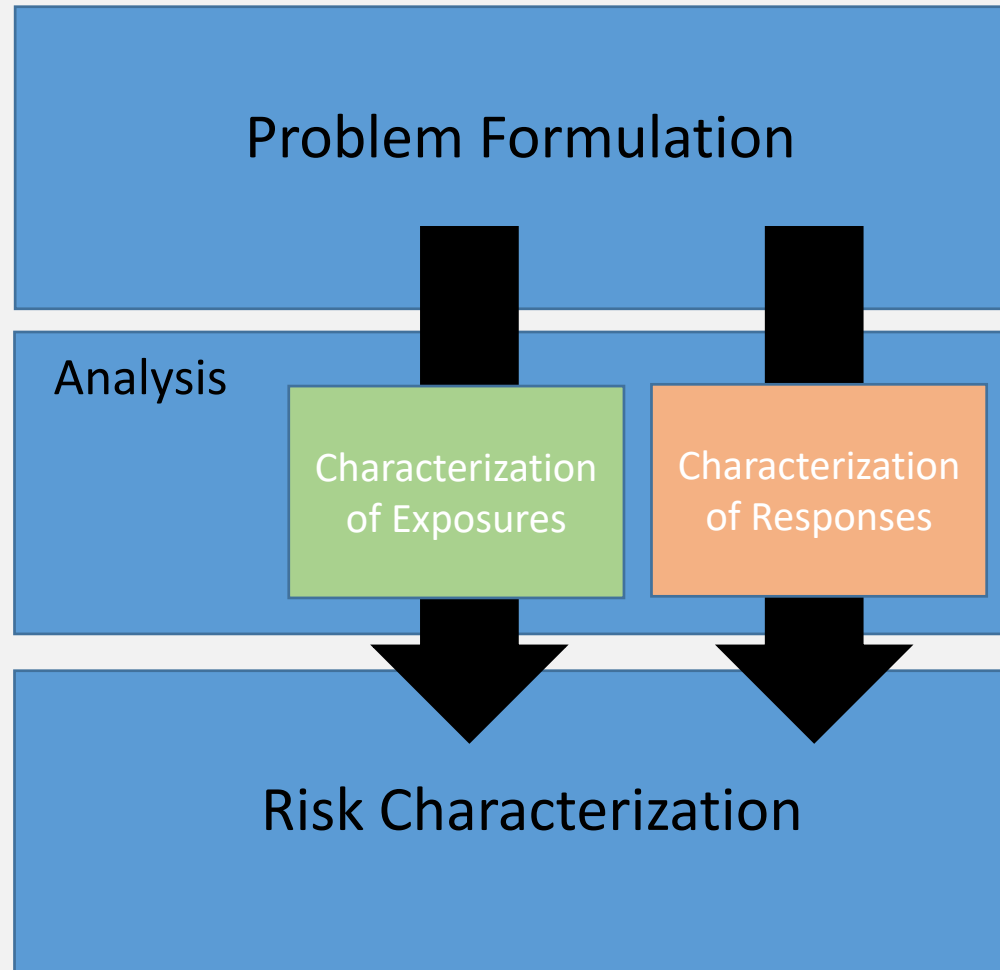 Problem Formulation
Analysis
Characterization
of Exposures
Characterization
of Responses
Risk Characterization